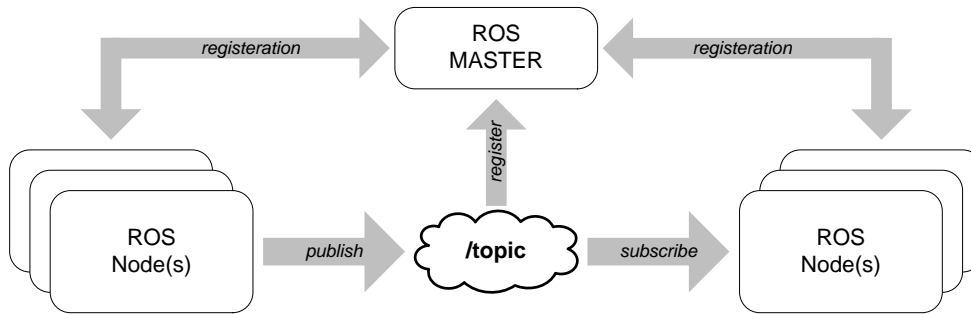 registeration
ROS
MASTER
registeration
register
ROS
Node(s)
publish
/topic
subscribe
ROS
Node(s)